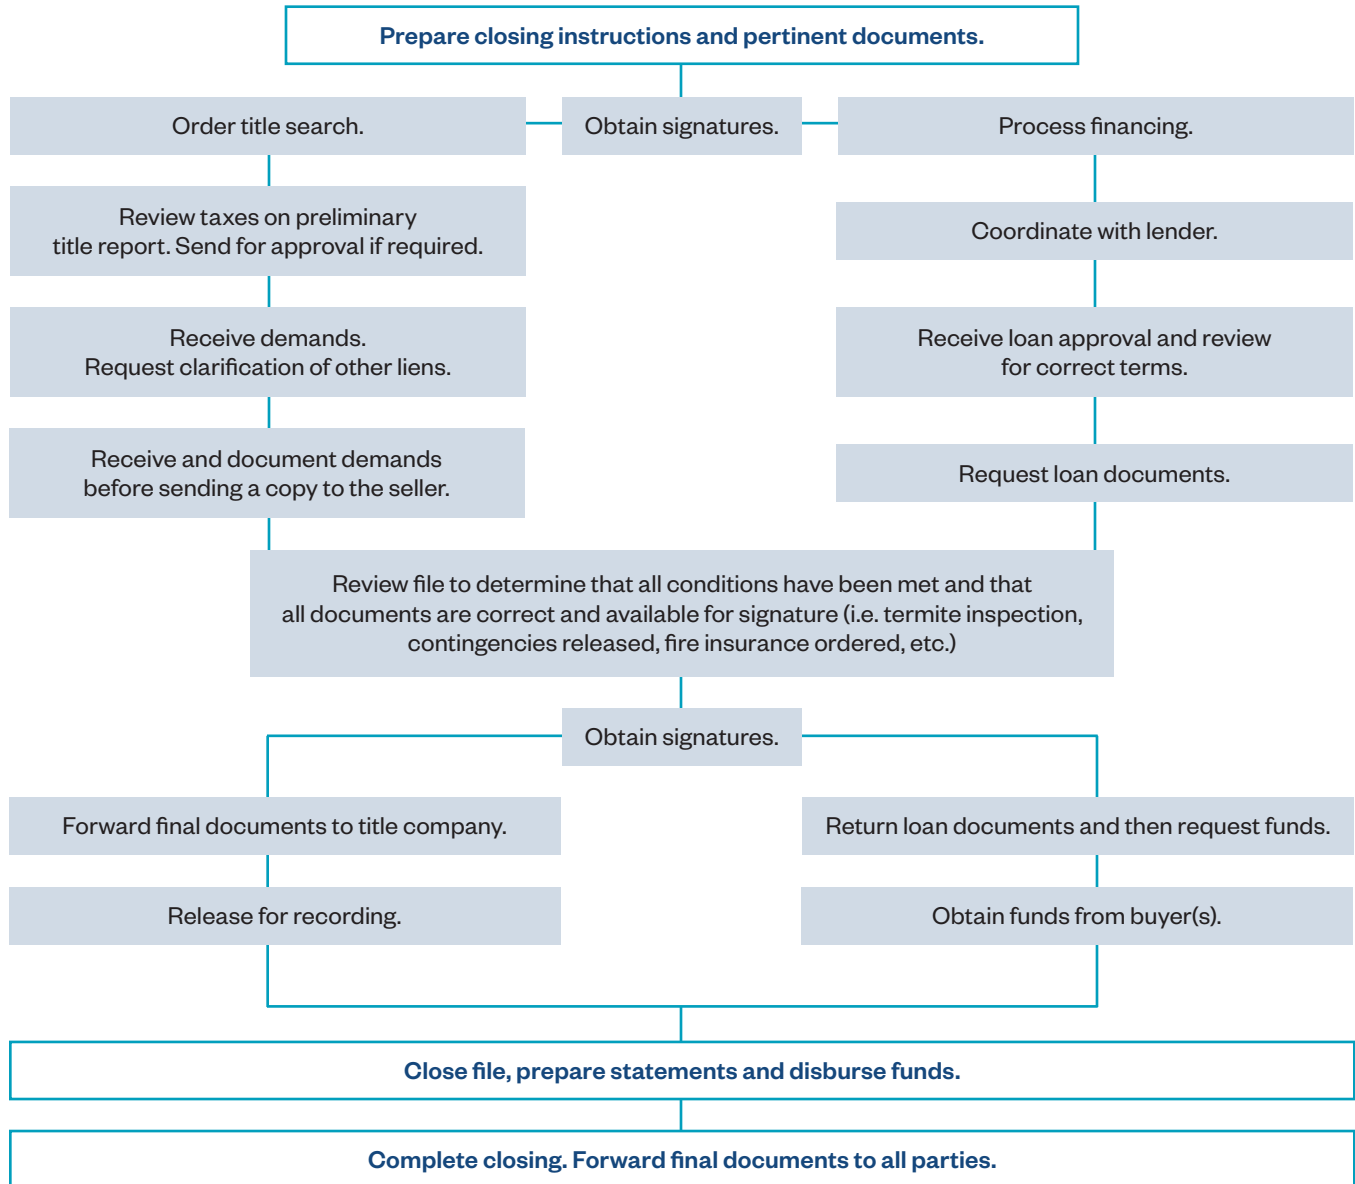 Prepare closing instructions and pertinent documents.
Order title search.
Obtain signatures.
Process financing.
Review taxes on preliminary
title report. Send for approval if required.
Coordinate with lender.
Receive demands.
Request clarification of other liens.
Receive loan approval and review
for correct terms.
Receive and document demands
before sending a copy to the seller.
Request loan documents.
Review file to determine that all conditions have been met and that
all documents are correct and available for signature (i.e. termite inspection,
contingencies released, fire insurance ordered, etc.)
Obtain signatures.
Forward final documents to title company.
Return loan documents and then request funds.
Release for recording.
Obtain funds from buyer(s).
Close file, prepare statements and disburse funds.
Complete closing. Forward final documents to all parties.